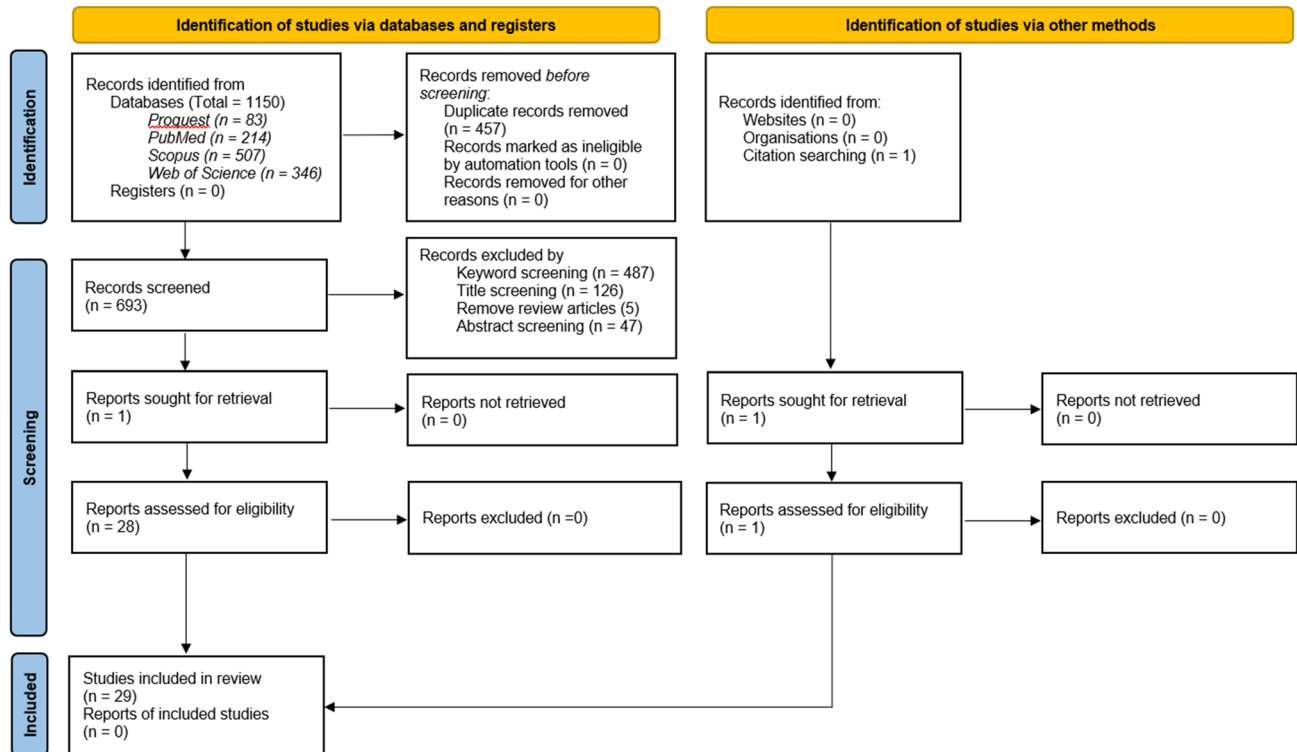 Identification of studies via databases and registers
Identification of studies via other methods
Identification
Records identified from
Databases (Total = 1150)
Proquest (n = 83)
PubMed (n = 214)
Scopus (n = 507)
Web of Science (n = 346)
Registers (n = 0)
Records removed before
screening:
Duplicate records removed
(n = 457)
Records marked as ineligible
by automation tools (n = 0)
Records removed for other
reasons (n = 0)
Records identified from:
Websites (n = 0)
Organisations (n = 0)
Citation searching (n = 1)
Screening
Records screened
(n = 693)
Records excluded by
Keyword screening (n = 487)
Title screening (n = 126)
Remove review articles (5)
Abstract screening (n = 47)
Reports sought for retrieval
(n = 1)
Reports not retrieved
(n = 0)
Reports sought for retrieval
(n = 1)
Reports not retrieved
(n = 0)
Reports assessed for eligibility
(n = 28)
Reports excluded (n =0)
Reports assessed for eligibility
(n = 1)
Reports excluded (n = 0)
Included
Studies included in review
(n = 29)
Reports of included studies
(n = 0)